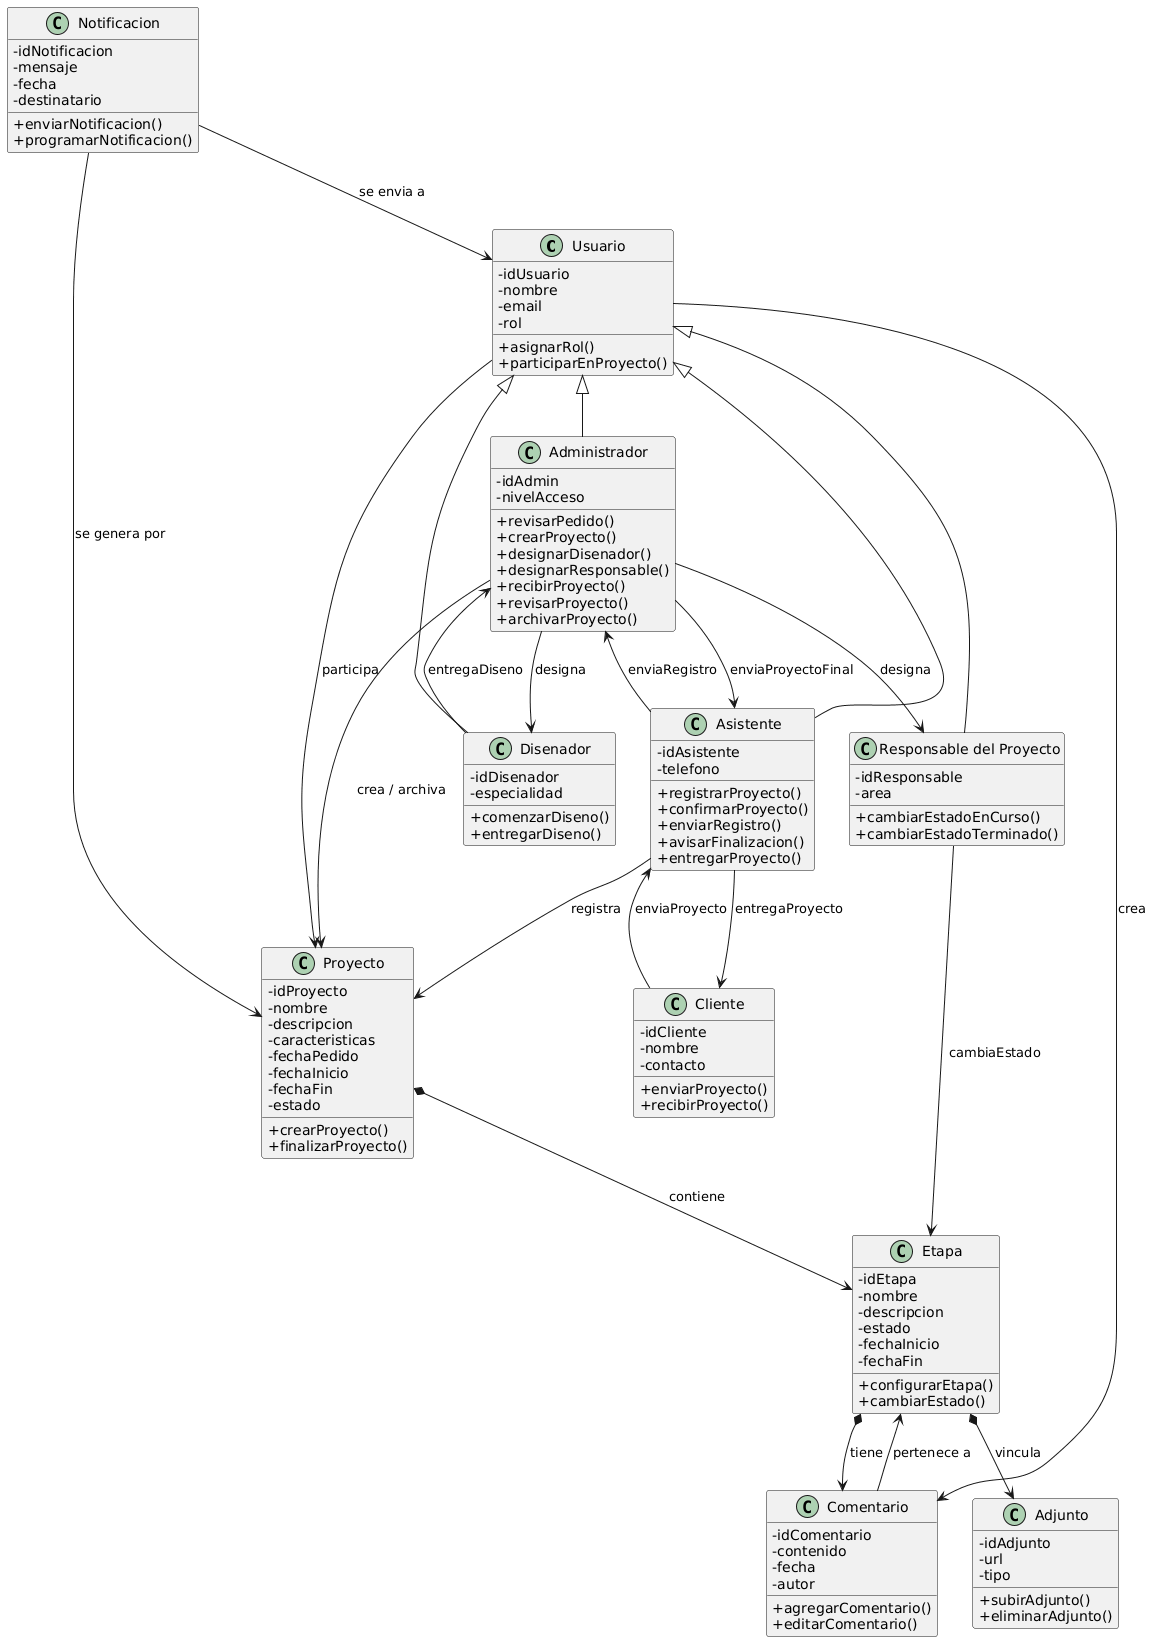 C Notificacion
-idNotificacion
-mensaje
-fecha
-destinatario
+enviarNotificacion()
+programarNotificacion()
se envia a
C Usuario
-idUsuario
-nombre
-email
-rol
+asignarRol()
+participarEnProyecto()
C Administrador
-idAdmin
-nivelAcceso
+revisarPedido()
+crearProyecto()
+designarDisenador()
+designarResponsable()
+recibirProyecto()
+revisarProyecto()
+archivarProyecto()
se genera por
participa
entregaDiseno
designa
enviaRegistro
enviaProyectoFinal
designa
crea / archiva
C Disenador
-idDisenador
-especialidad
+comenzarDiseno()
+entregarDiseno()
C Asistente
-idAsistente
-telefono
+registrarProyecto()
+confirmarProyecto()
+enviarRegistro()
+avisarFinalizacion()
+entregarProyecto()
C Responsable del Proyecto
-idResponsable
-area
+cambiarEstadoEnCurso()
+cambiarEstadoTerminado()
registra
enviaProyecto
entregaProyecto
crea
C Proyecto
-idProyecto
-nombre
-descripcion
-caracteristicas
-fechaPedido
-fechaInicio
-fechaFin
-estado
+crearProyecto()
+finalizarProyecto()
C Cliente
-idCliente
-nombre
-contacto
+enviarProyecto()
+recibirProyecto()
cambiaEstado
contiene
C Etapa
-idEtapa
-nombre
-descripcion
-estado
-fechaInicio
-fechaFin
+configurarEtapa()
+cambiarEstado()
tiene
pertenece a
vincula
C Comentario
-idComentario
-contenido
-fecha
-autor
+agregarComentario()
+editarComentario()
C Adjunto
-idAdjunto
-url
-tipo
+subirAdjunto()
+eliminarAdjunto()